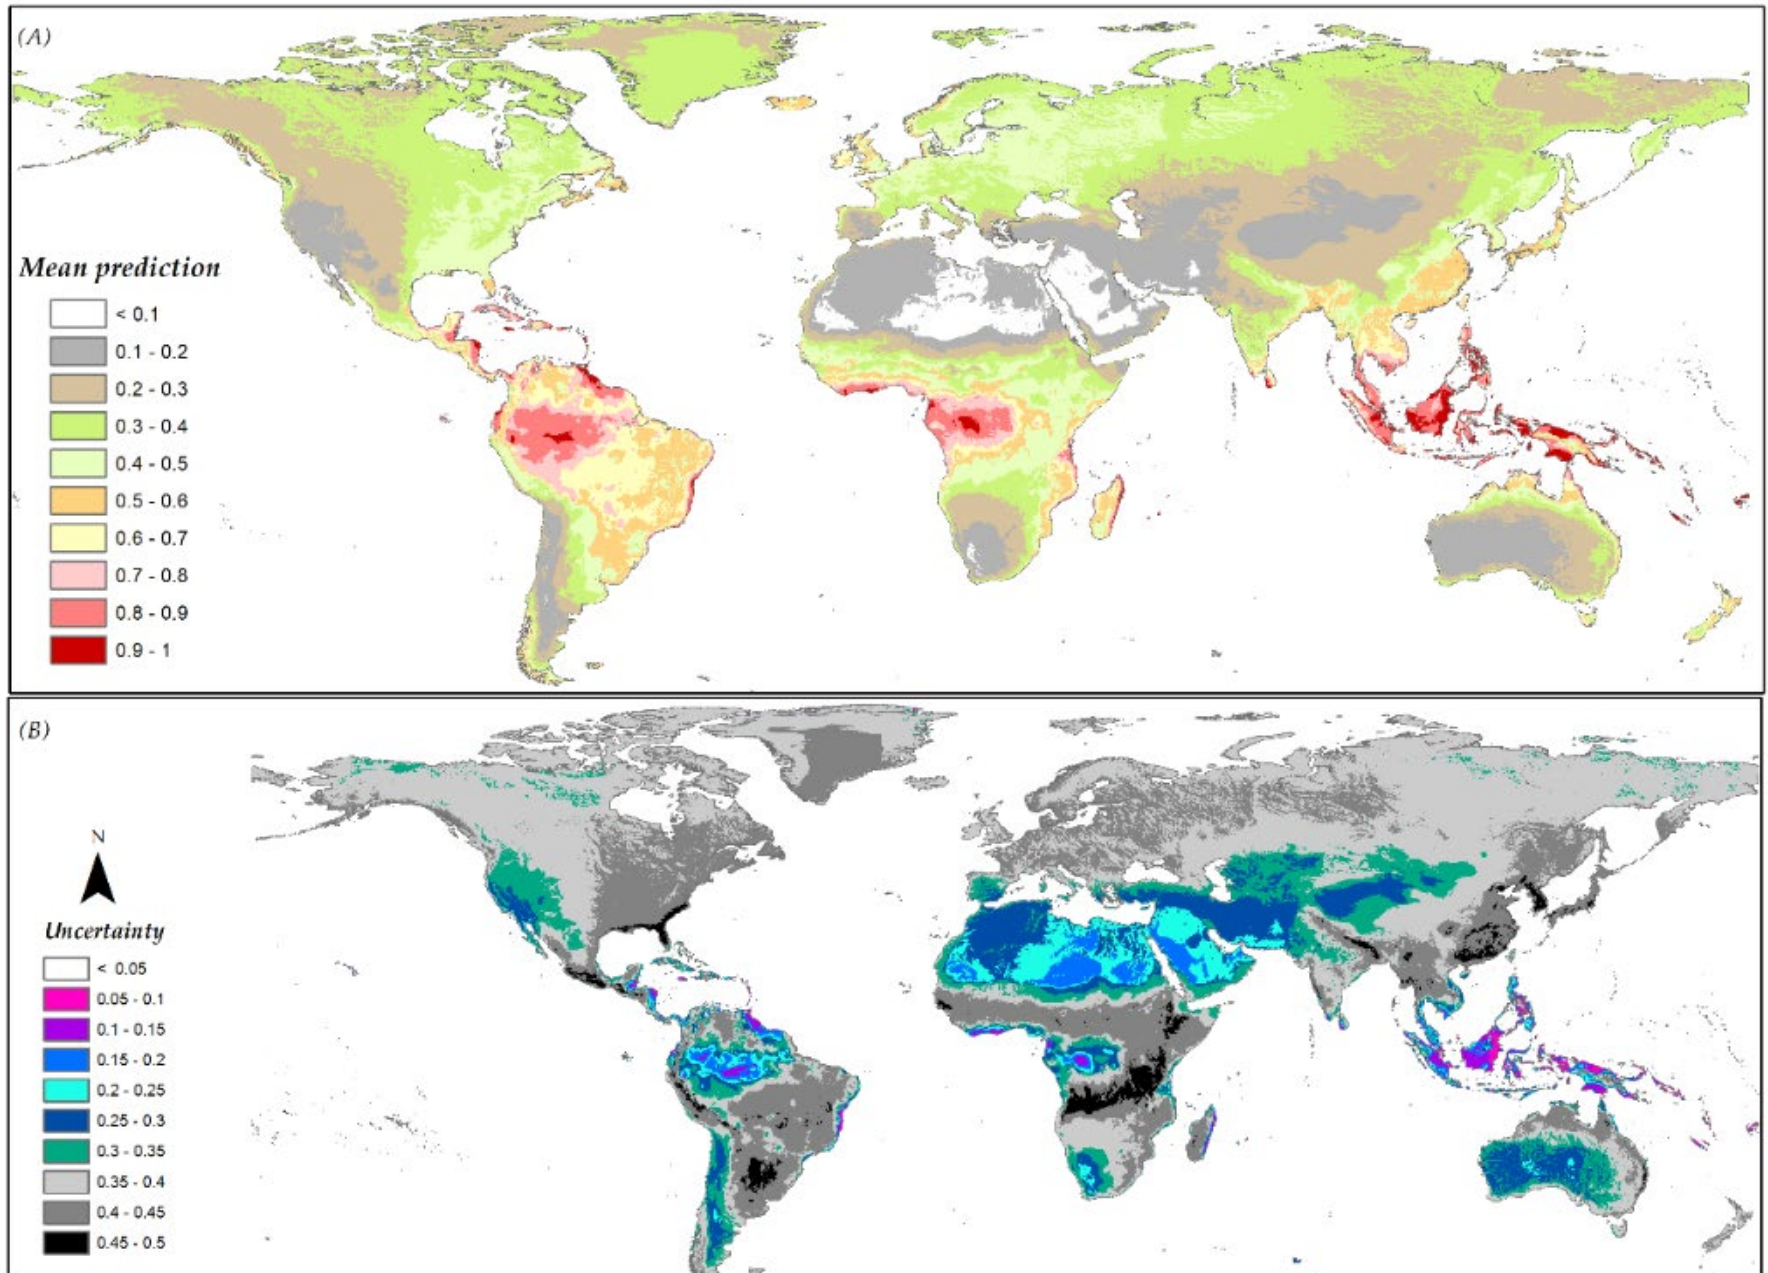 (A)
Mean prediction
< 0.1
0.1 - 0.2
0.2 - 0.3
0.3 - 0.4
0.4 - 0.5
0.5 - 0.6
0.6 - 0.7
0.7 - 0.8
0.8 - 0.9
0.9 - 1
(B)
N
Uncertainty
< 0.05
0.05 - 0.1
0.1 - 0.15
0.15 - 0.2
0.2 - 0.25
0.25 - 0.3
0.3 - 0.35
0.35 - 0.4
0.4 - 0.45
0.45 - 0.5